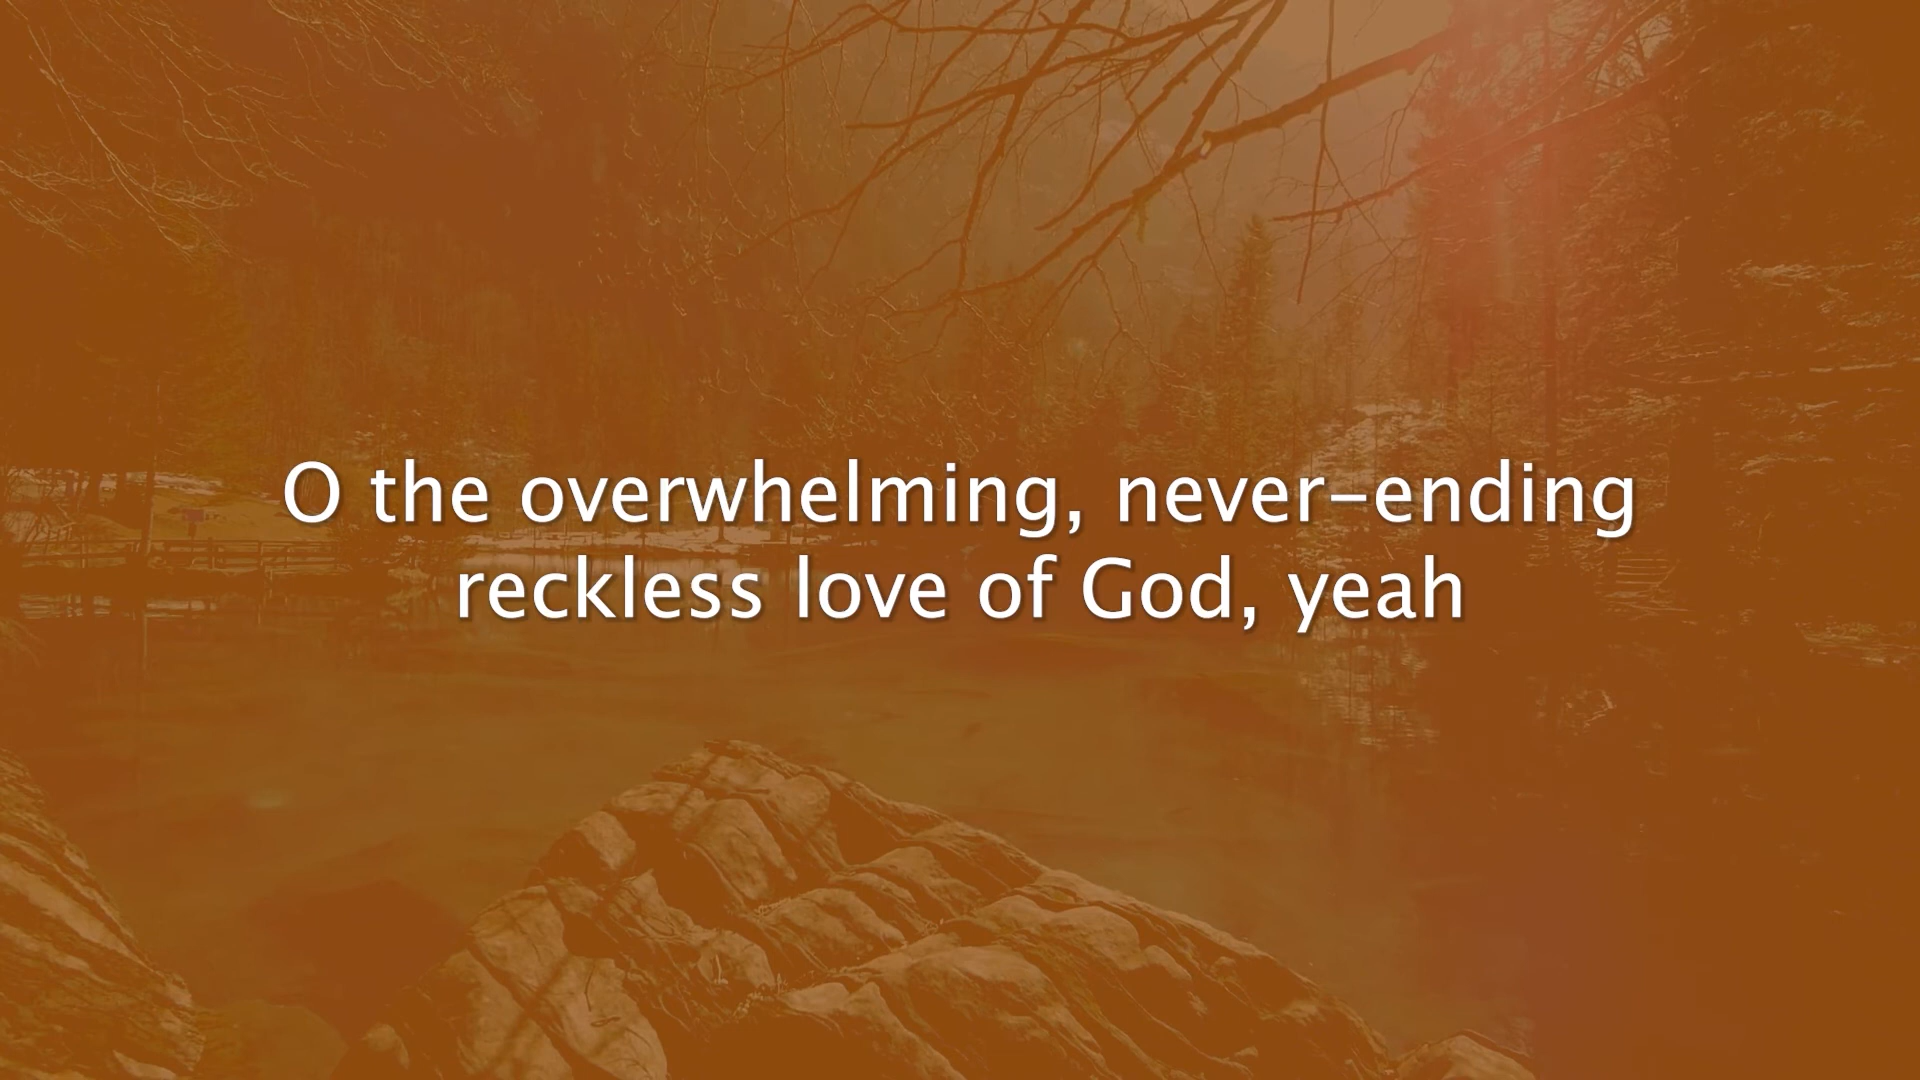 O the overwhelming, never-ending
reckless love of God, yeah